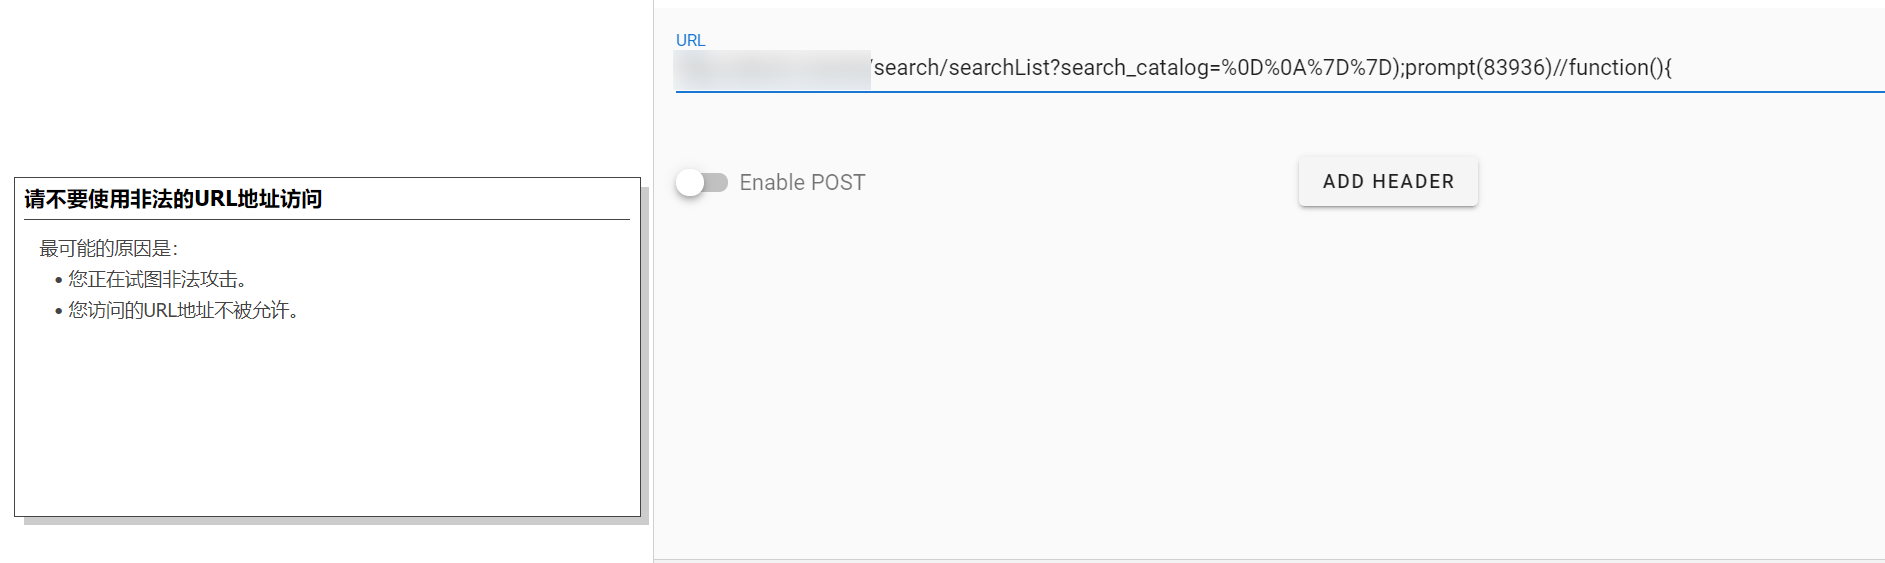 请不要使用非法的URL地址访问
最可能的原因是：
• 您正在试图非法攻击。
• 您访问的URL地址不被允许。
URL
/search/searchList?search_catalog=%0D%0A%7D%7D);prompt(83936)//function(){
Enable POST
ADD HEADER